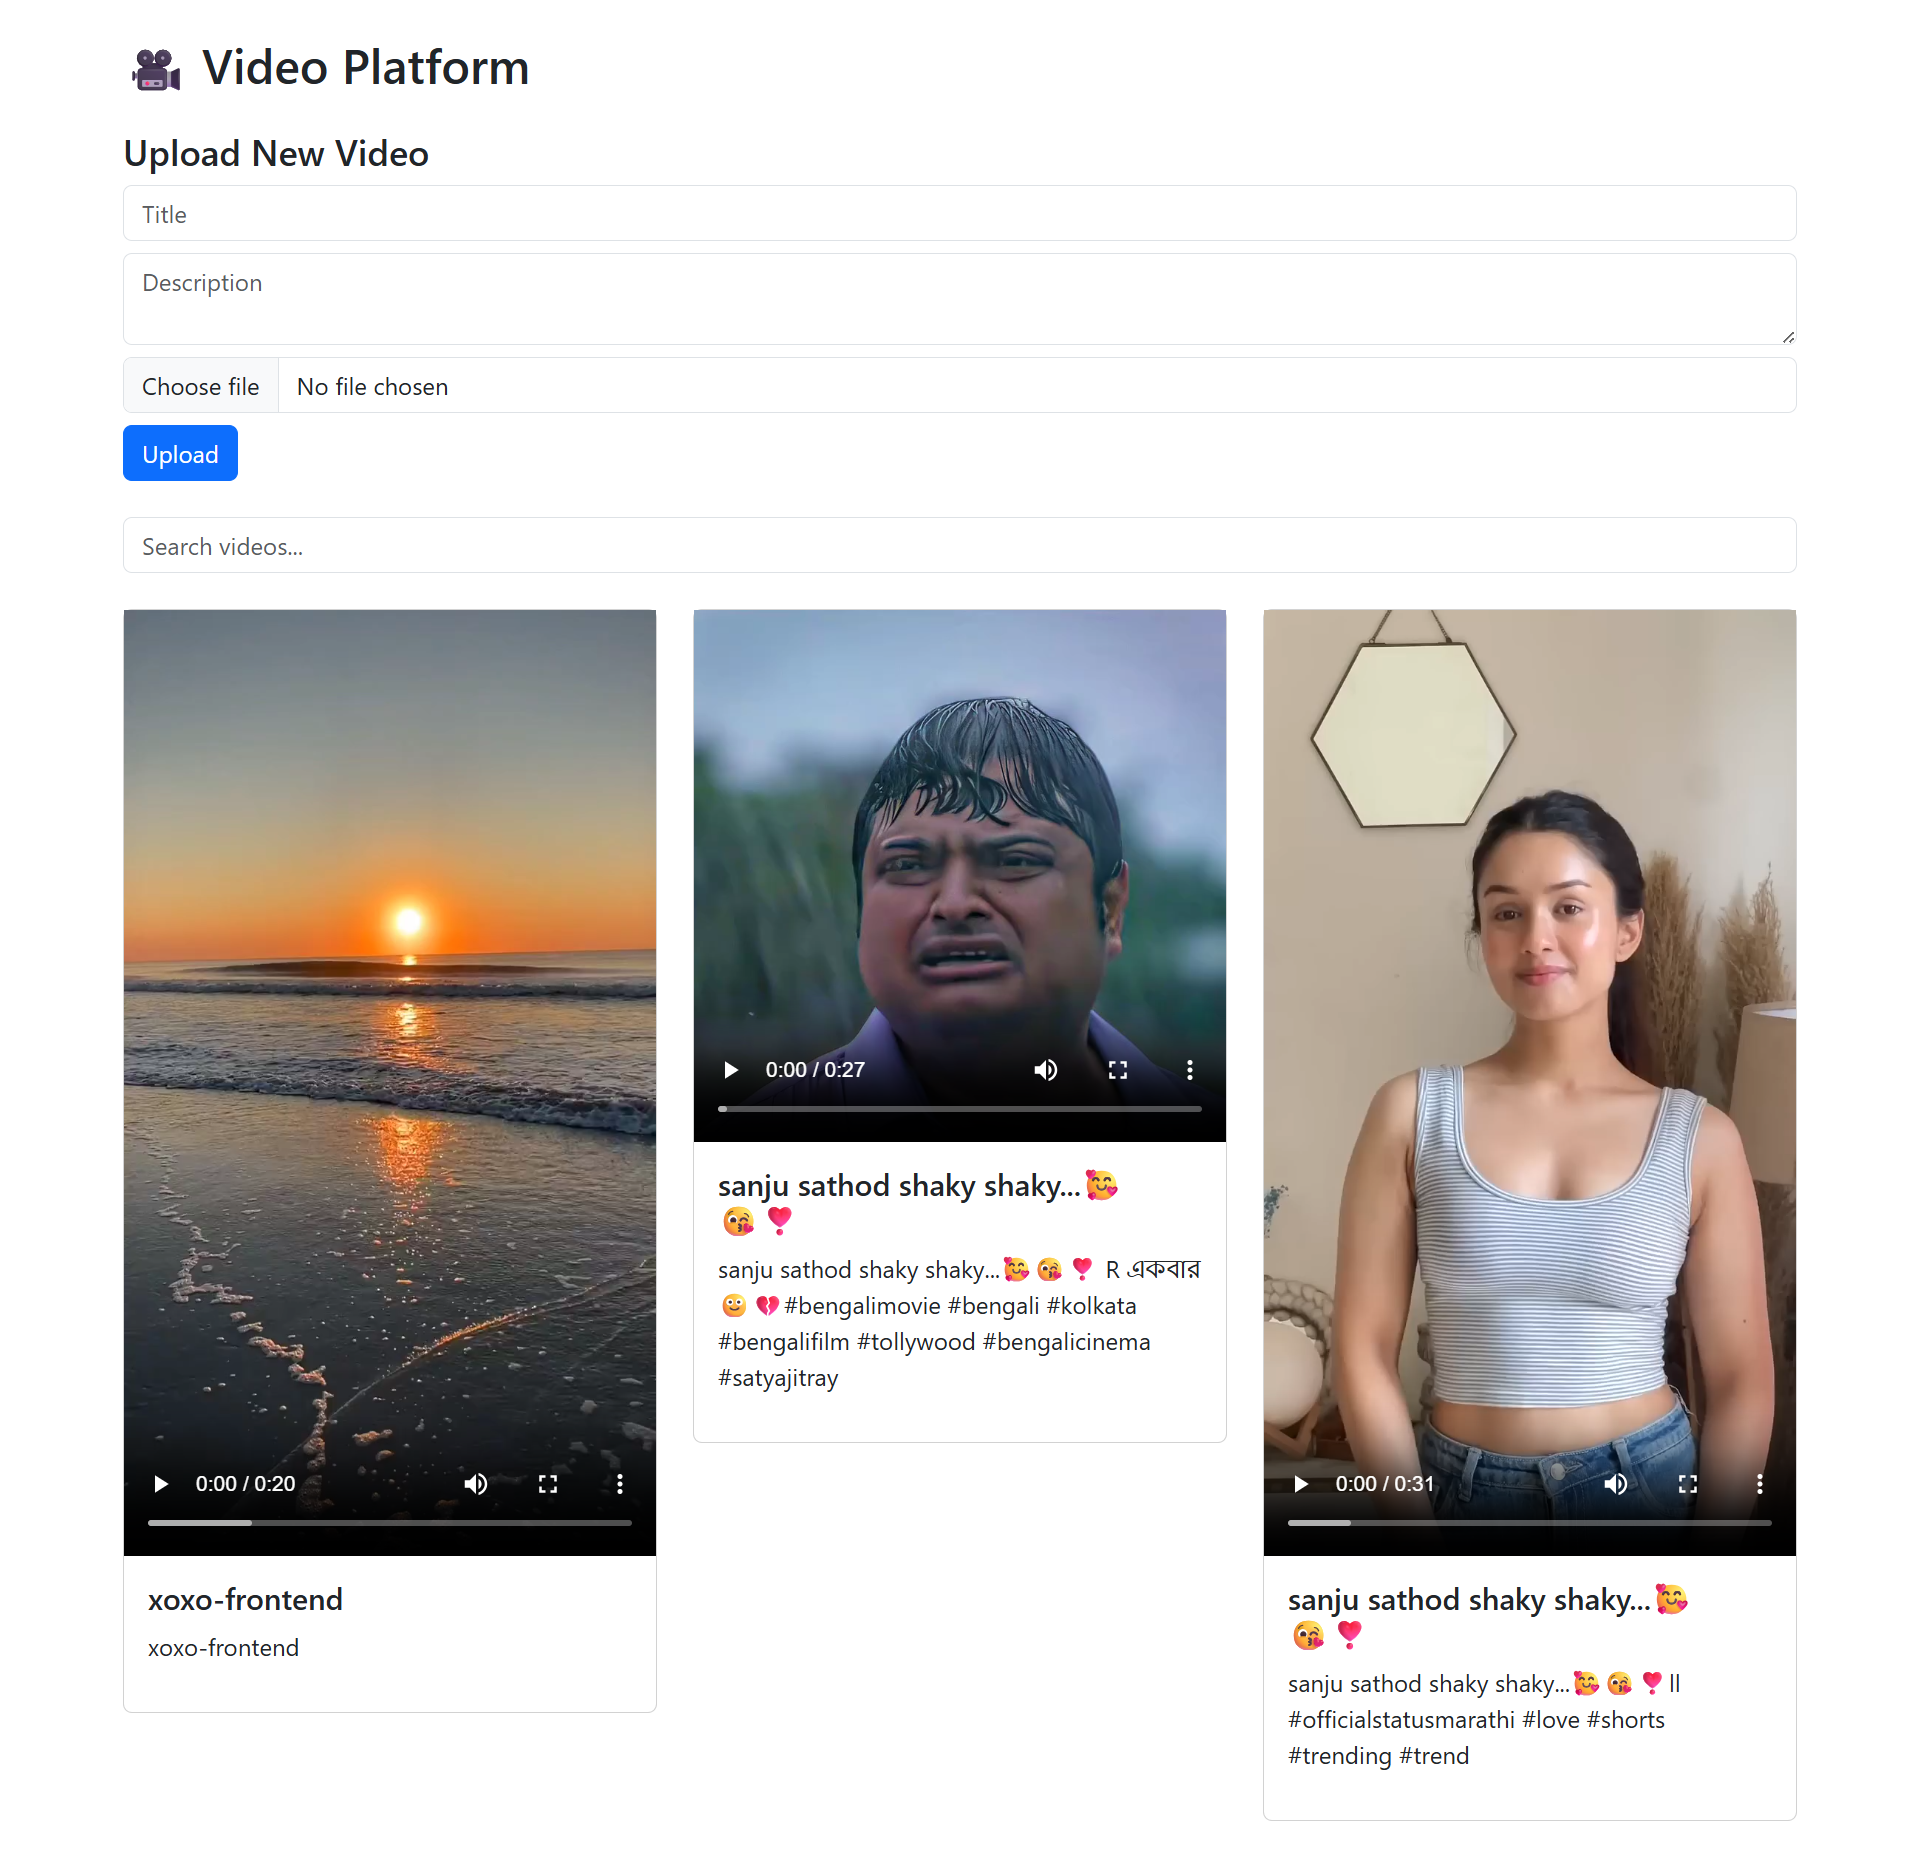 🎥 Video Platform
Upload New Video
Title
Description
Choose file No file chosen
Upload
Search videos...
0:00 / 0:20
xoxo-frontend
xoxo-frontend
0:00 / 0:27
sanju sathod shaky shaky...🥰
😘❣️
sanju sathod shaky shaky...🥰😘❣️ R একবার
🙂💔#bengalimovie #bengali #kolkata
#bengalifilm #tollywood #bengalicinema
#satyajitray
0:00 / 0:31
sanju sathod shaky shaky...🥰
😘❣️
sanju sathod shaky shaky...🥰😘❣️ll
#officialstatusmarathi #love #shorts
#trending #trend